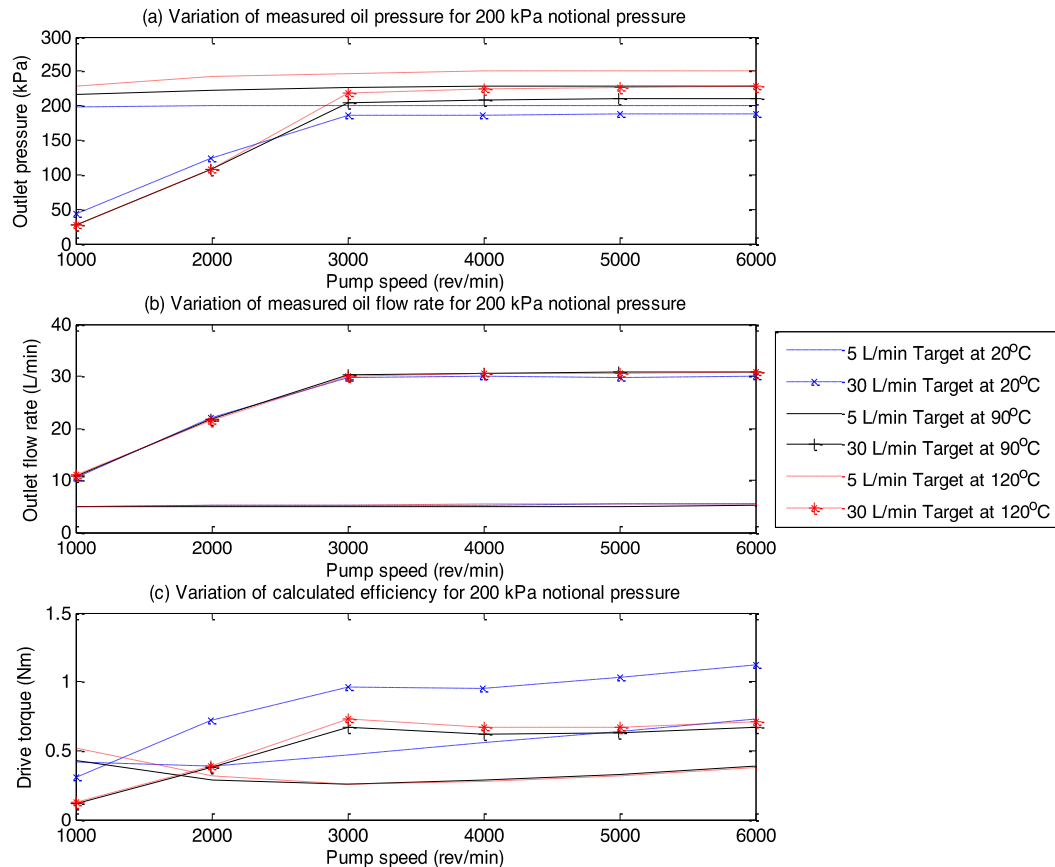 (a) Variation of measured oil pressure for 200 kPa notional pressure
300
250
200
150
100
50
0
Outlet pressure (kPa)
1000 2000 3000 4000 5000 6000
Pump speed (rev/min)
(b) Variation of measured oil flow rate for 200 kPa notional pressure
40
30
20
10
0
Outlet flow rate (L/min)
1000 2000 3000 4000 5000 6000
Pump speed (rev/min)
5 L/min Target at 20°C
30 L/min Target at 20°C
5 L/min Target at 90°C
30 L/min Target at 90°C
5 L/min Target at 120°C
30 L/min Target at 120°C
(c) Variation of calculated efficiency for 200 kPa notional pressure
1.5
1
0.5
0
Drive torque (Nm)
1000 2000 3000 4000 5000 6000
Pump speed (rev/min)